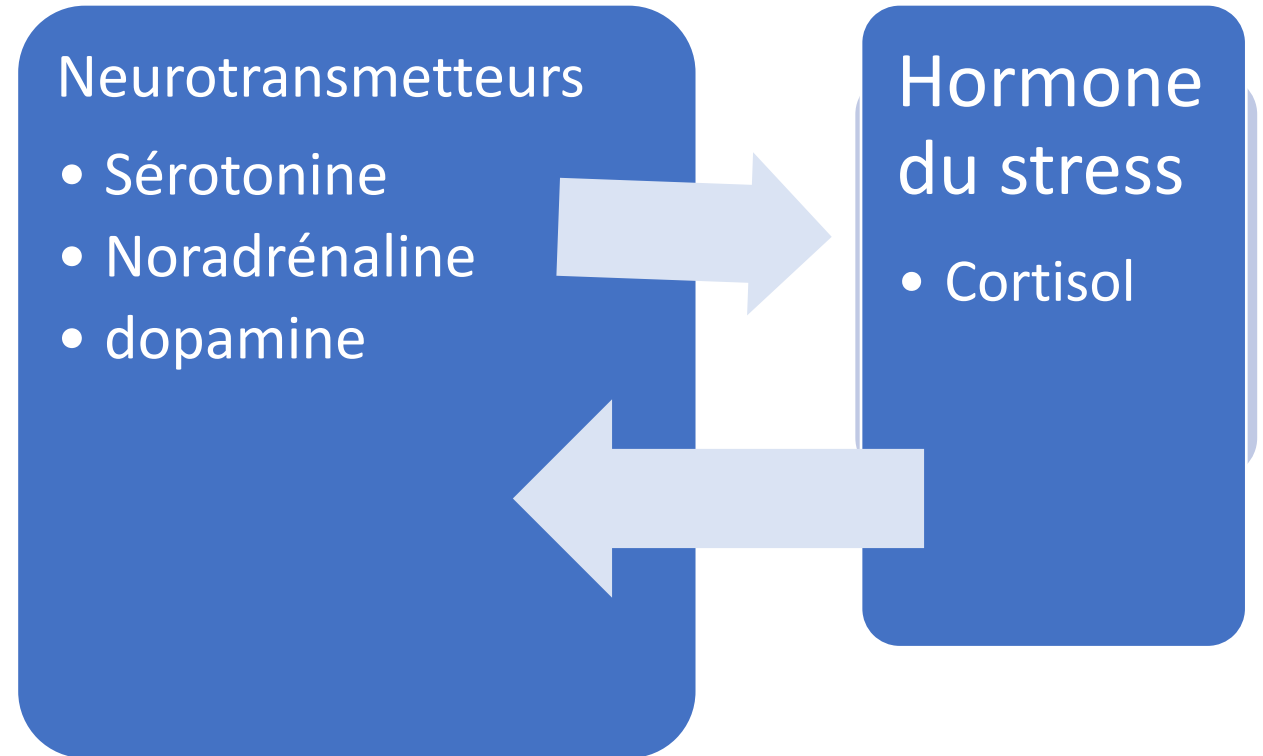 Neurotransmetteurs
• Sérotonine
• Noradrénaline
• dopamine
Hormone
du stress
• Cortisol